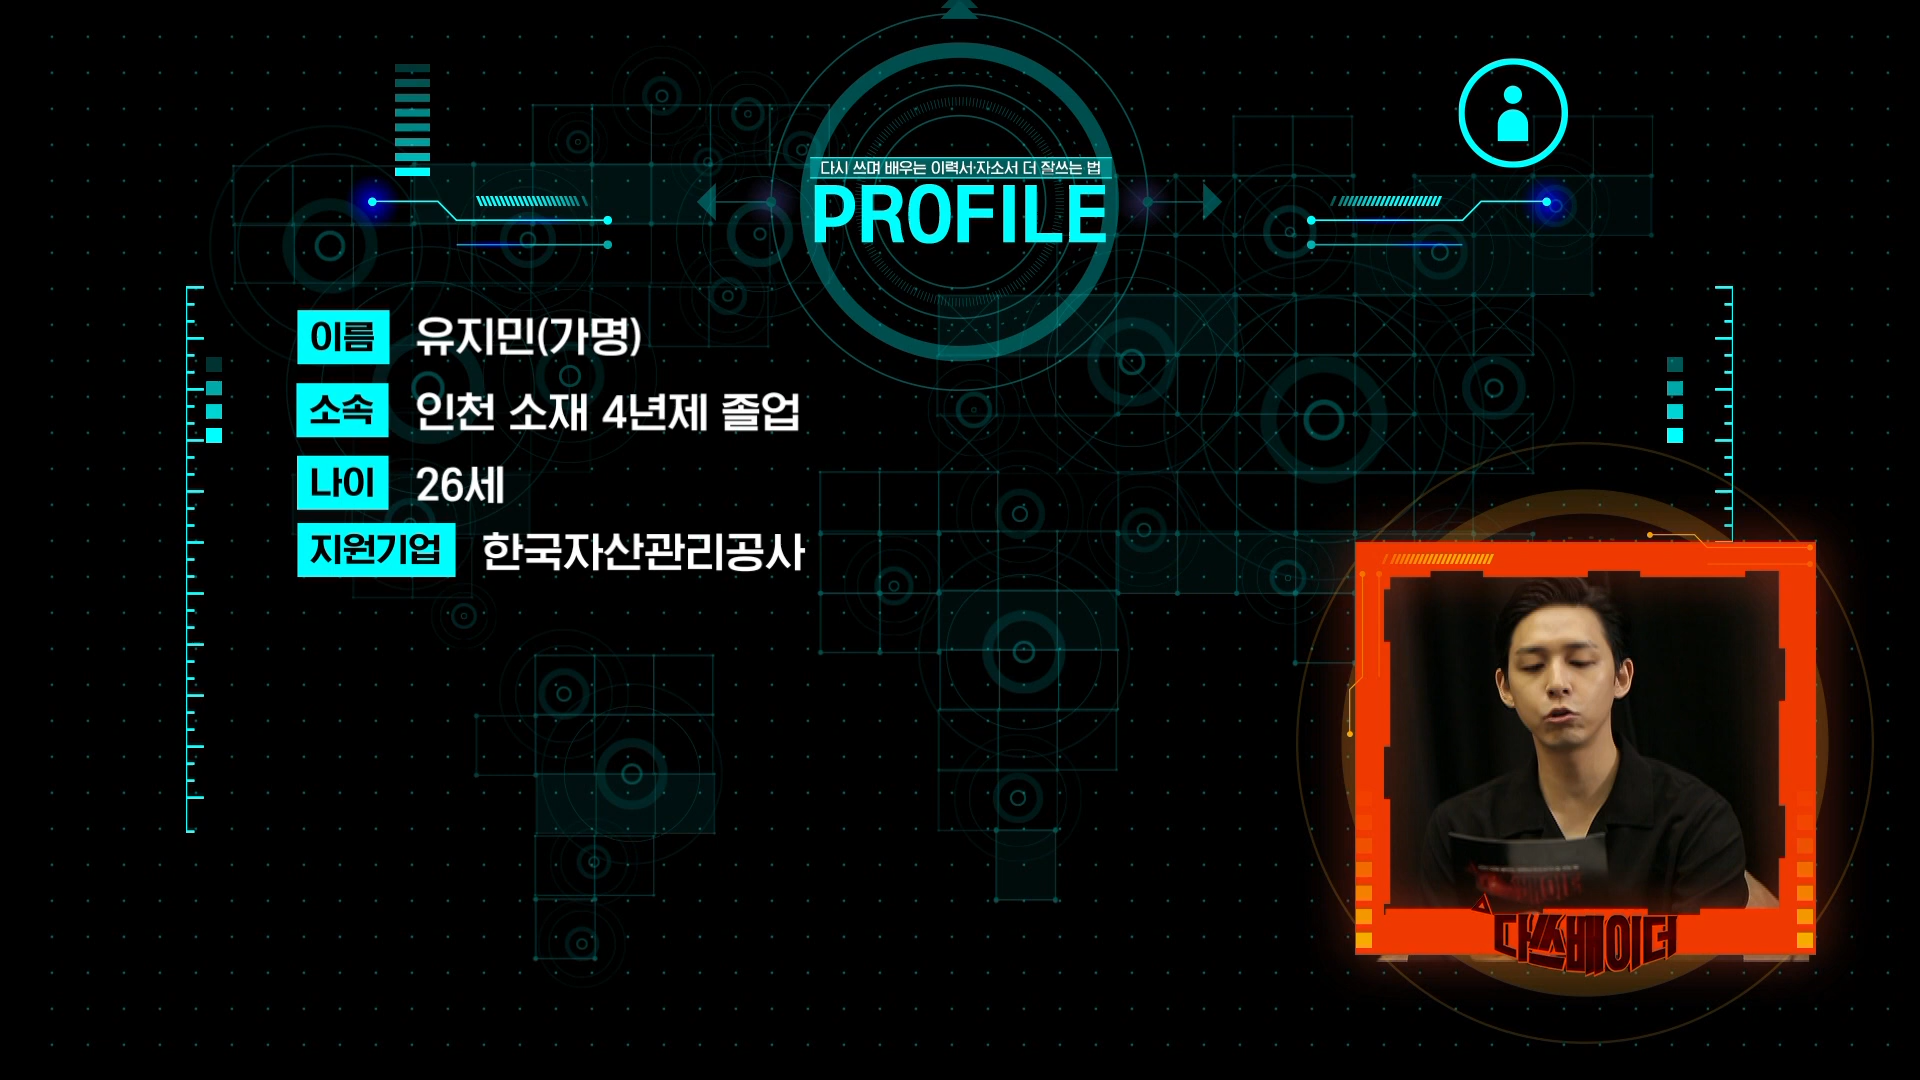 다시 쓰며 배우는 이력서·자소서 더 잘쓰는 법
PROFILE
이름 유지민(가명)
소속 인천 소재 4년제 졸업
나이 26세
지원기업 한국자산관리공사
다쓰베이더